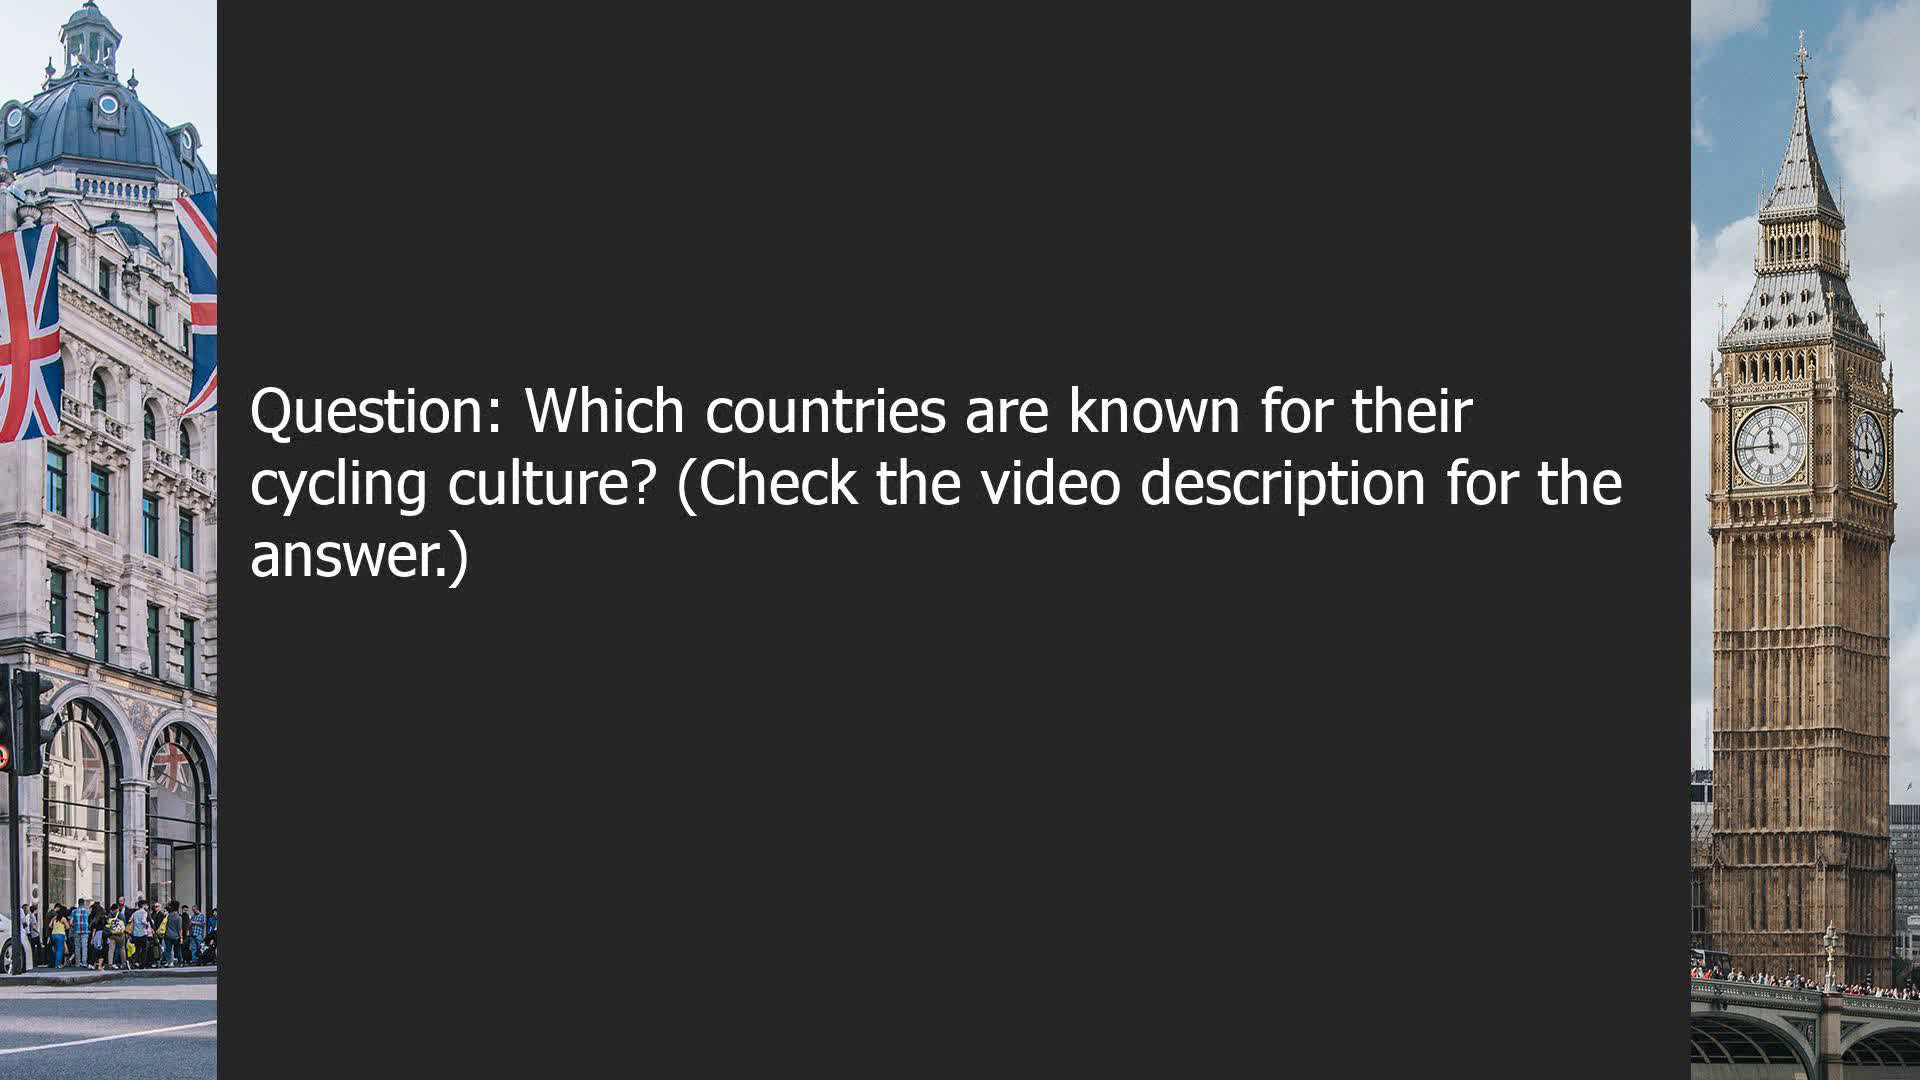 Question: Which countries are known for their
cycling culture? (Check the video description for the
answer.)